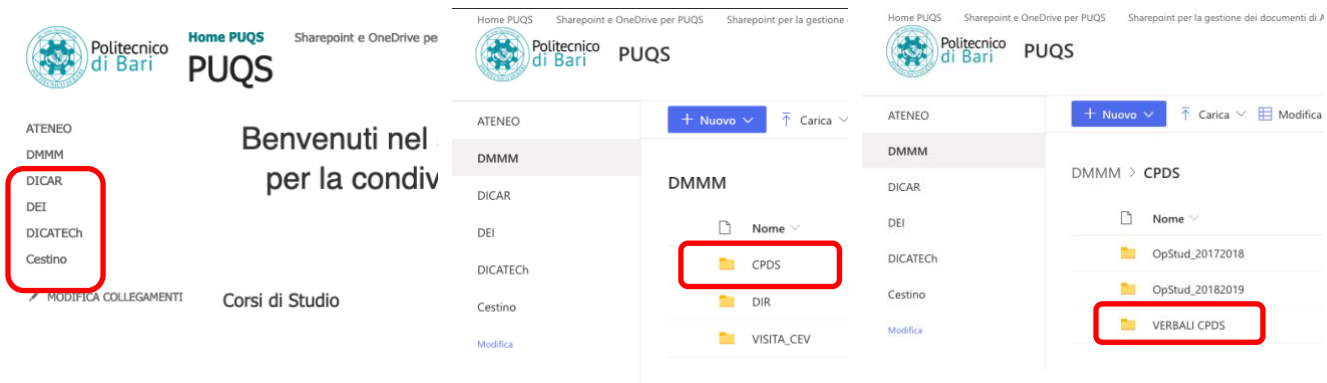 Politecnico
di Bari
Home PUQS Sharepoint e OneDrive pe
PUQS
ATENEO
DMMM
DICAR
DEI
DICATECh
Cestino
MODIFICA COLLEGAMENTI
Benvenuti nel
per la condiv
Corsi di Studio
Home PUQS Sharepoint e OneDrive per PUQS Sharepoint per la gestione
Politecnico
di Bari
PUQS
ATENEO
DMMM
DICAR
DEI
DICATECh
Cestino
Modifica
+ Nuovo Carica
DMMM
Nome
CPDS
DIR
VISITA_CEV
Home PUQS Sharepoint e OneDrive per PUQS Sharepoint per la gestione dei documenti di A
Politecnico
di Bari
PUQS
ATENEO
DMMM
DICAR
DEI
DICATECh
Cestino
Modifica
+ Nuovo Carica Modifica
DMMM > CPDS
Nome
OpStud_20172018
OpStud_20182019
VERBALI CPDS